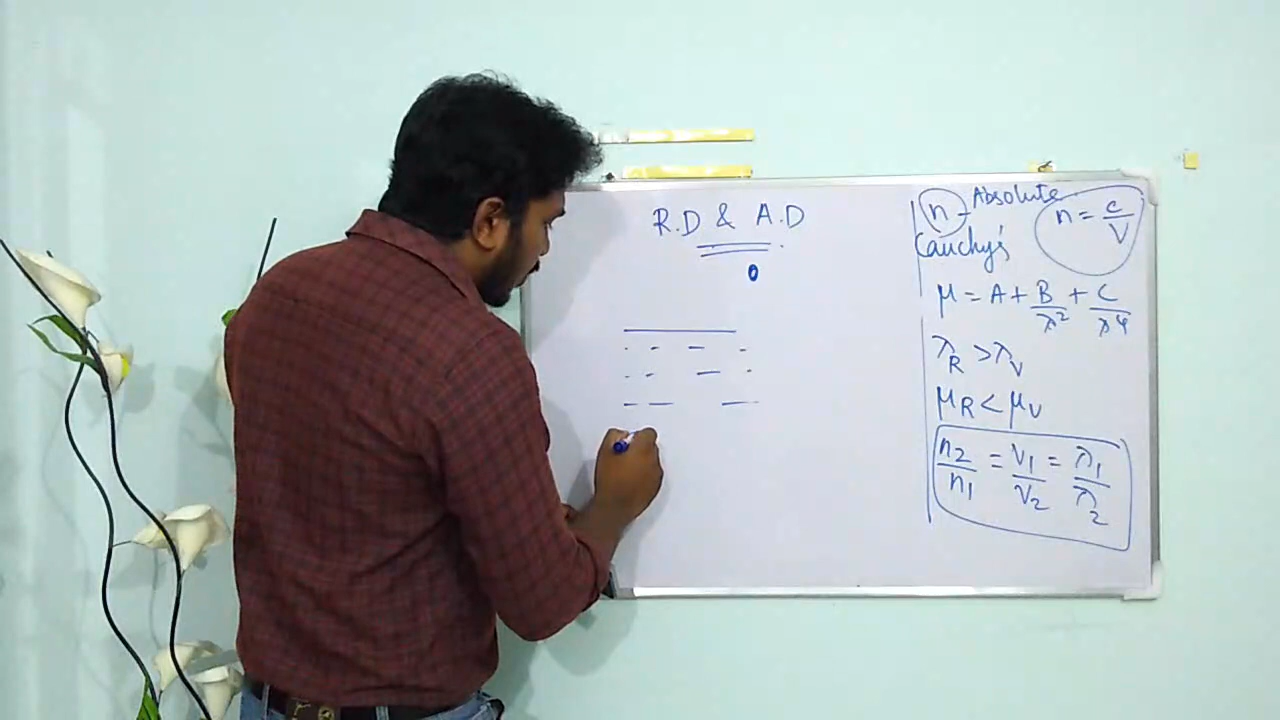 R.D & A.D
n - Absolute
n = c/v
Cauchy's
μ = A + B/λ² + C/λ⁴
λ_R > λ_V
μ_R < μ_V
n₂/n₁ = v₁/v₂ = λ₁/λ₂